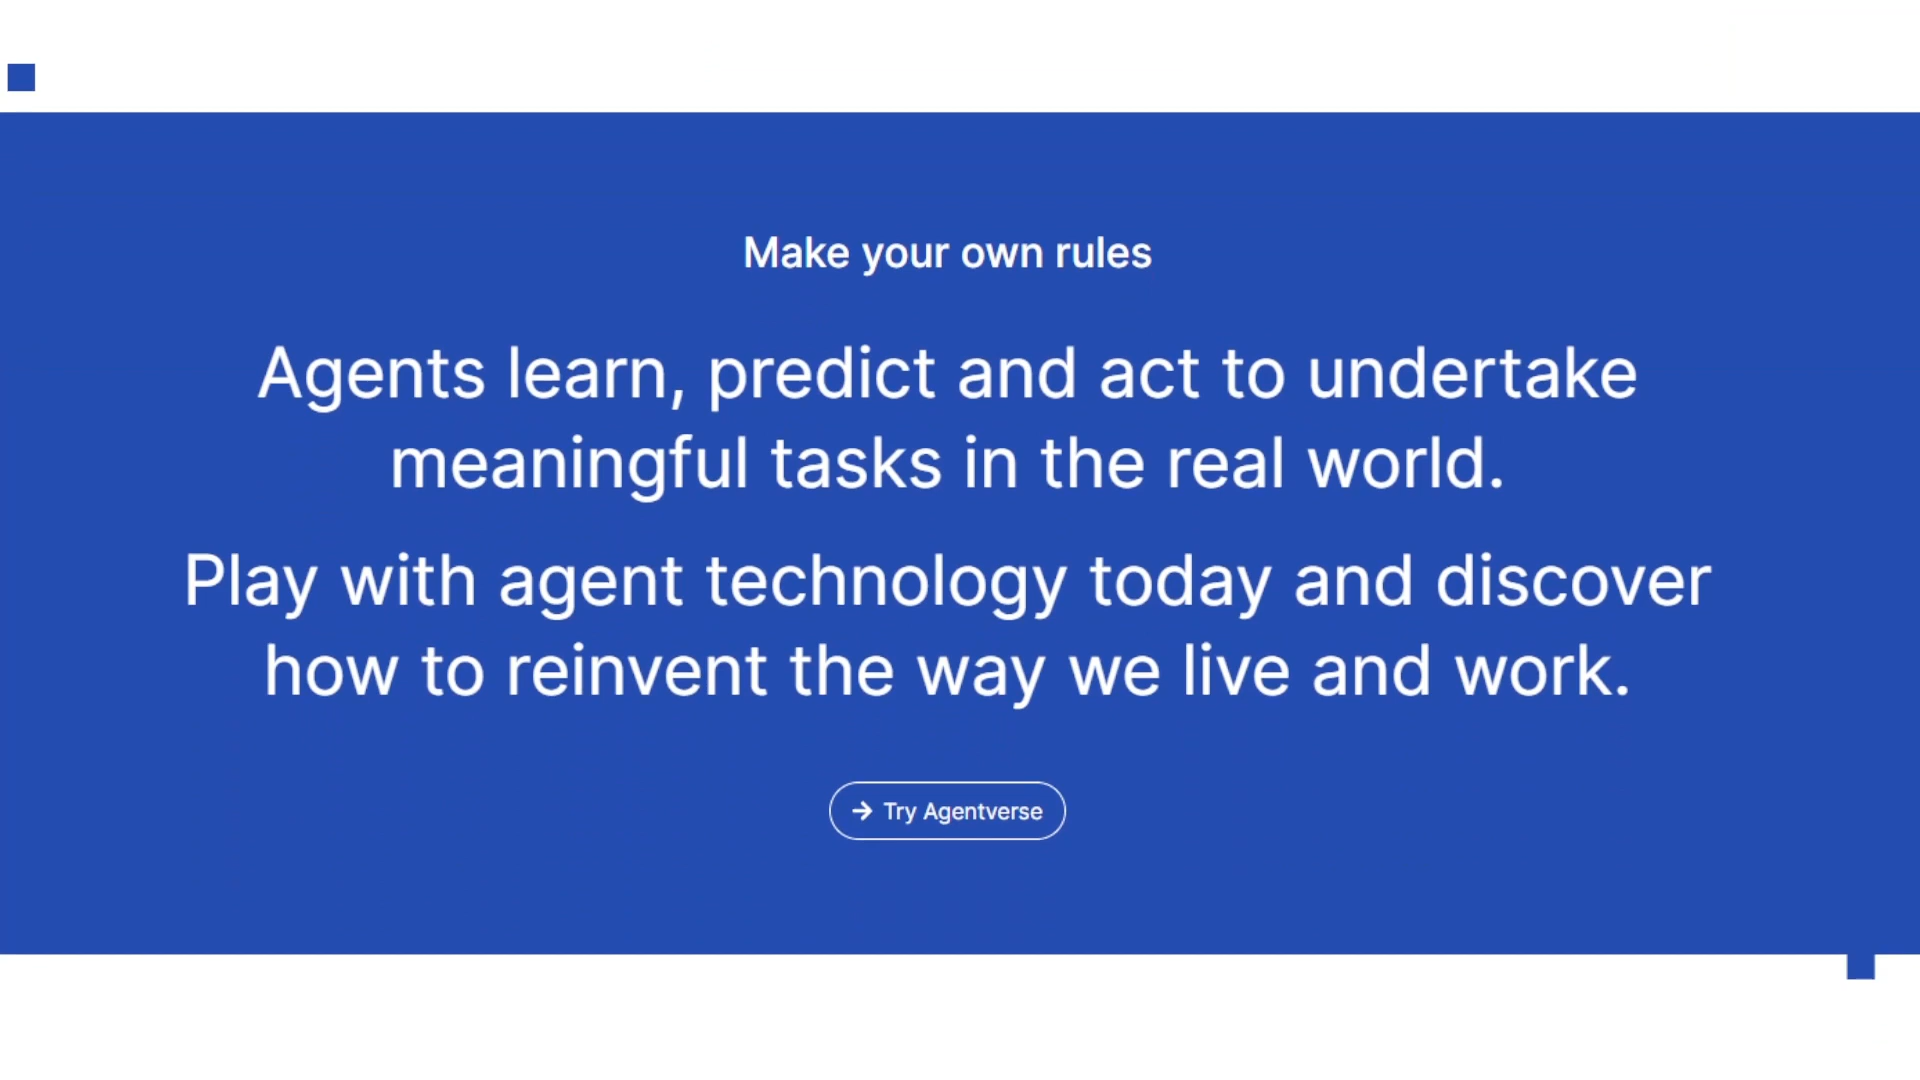 Make your own rules
Agents learn, predict and act to undertake
meaningful tasks in the real world.
Play with agent technology today and discover
how to reinvent the way we live and work.
→ Try Agentverse